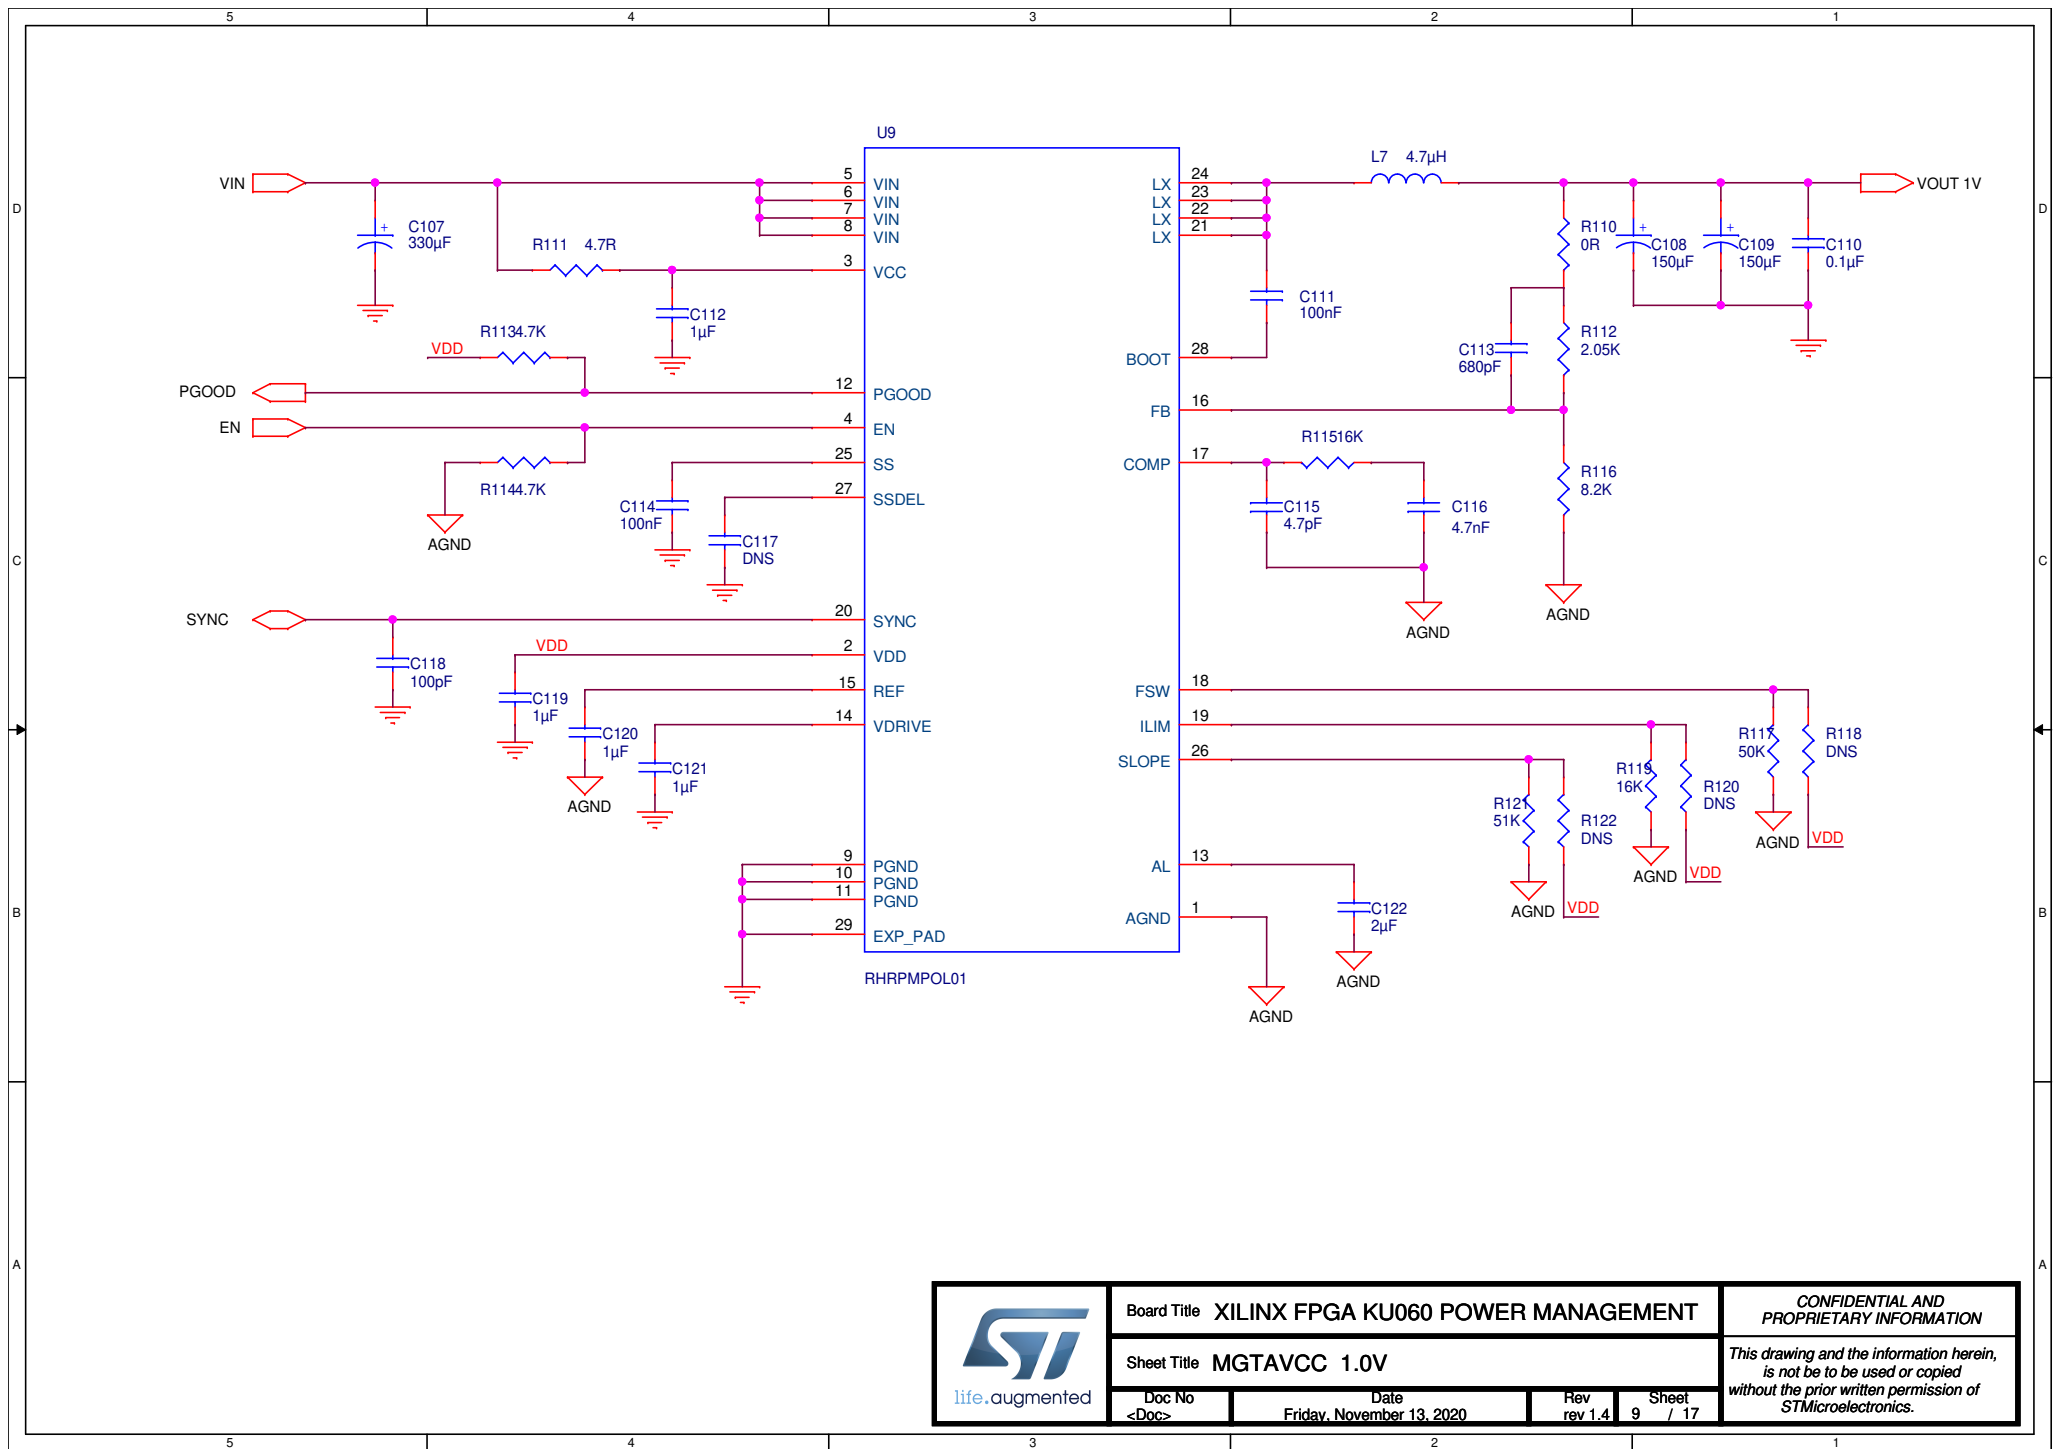 5 4 3 2 1
D
D
C
C
B
B
A
A
U9
VIN
C107
330µF
R111 4.7R
C112
1µF
R1134.7K
VDD
PGOOD
EN
R1144.7K
AGND
C114
100nF
C117
DNS
SYNC
C118
100pF
VDD
C119
1µF
C120
1µF
AGND
C121
1µF
5 VIN
6 VIN
7 VIN
8 VIN
3 VCC
12 PGOOD
4 EN
25 SS
27 SSDEL
20 SYNC
2 VDD
15 REF
14 VDRIVE
9 PGND
10 PGND
11 PGND
29 EXP_PAD
RHRPMPOL01
LX 24
LX 23
LX 22
LX 21
BOOT 28
FB 16
COMP 17
FSW 18
ILIM 19
SLOPE 26
AL 13
AGND 1
L7 4.7µH
VOUT 1V
R110
0R
C108
150µF
C109
150µF
C110
0.1µF
C111
100nF
C113
680pF
R112
2.05K
R11516K
C115
4.7pF
C116
4.7nF
AGND
R116
8.2K
AGND
R117
50K
R118
DNS
AGND
VDD
R119
16K
R120
DNS
AGND
VDD
R121
51K
R122
DNS
AGND
VDD
C122
2µF
AGND
AGND
life.augmented
Board Title XILINX FPGA KU060 POWER MANAGEMENT
Sheet Title MGTAVCC 1.0V
Doc No Date Rev Sheet
<Doc> Friday, November 13, 2020 rev 1.4 9 / 17
CONFIDENTIAL AND
PROPRIETARY INFORMATION
This drawing and the information herein,
is not be to be used or copied
without the prior written permission of
STMicroelectronics.
5 4 3 2 1